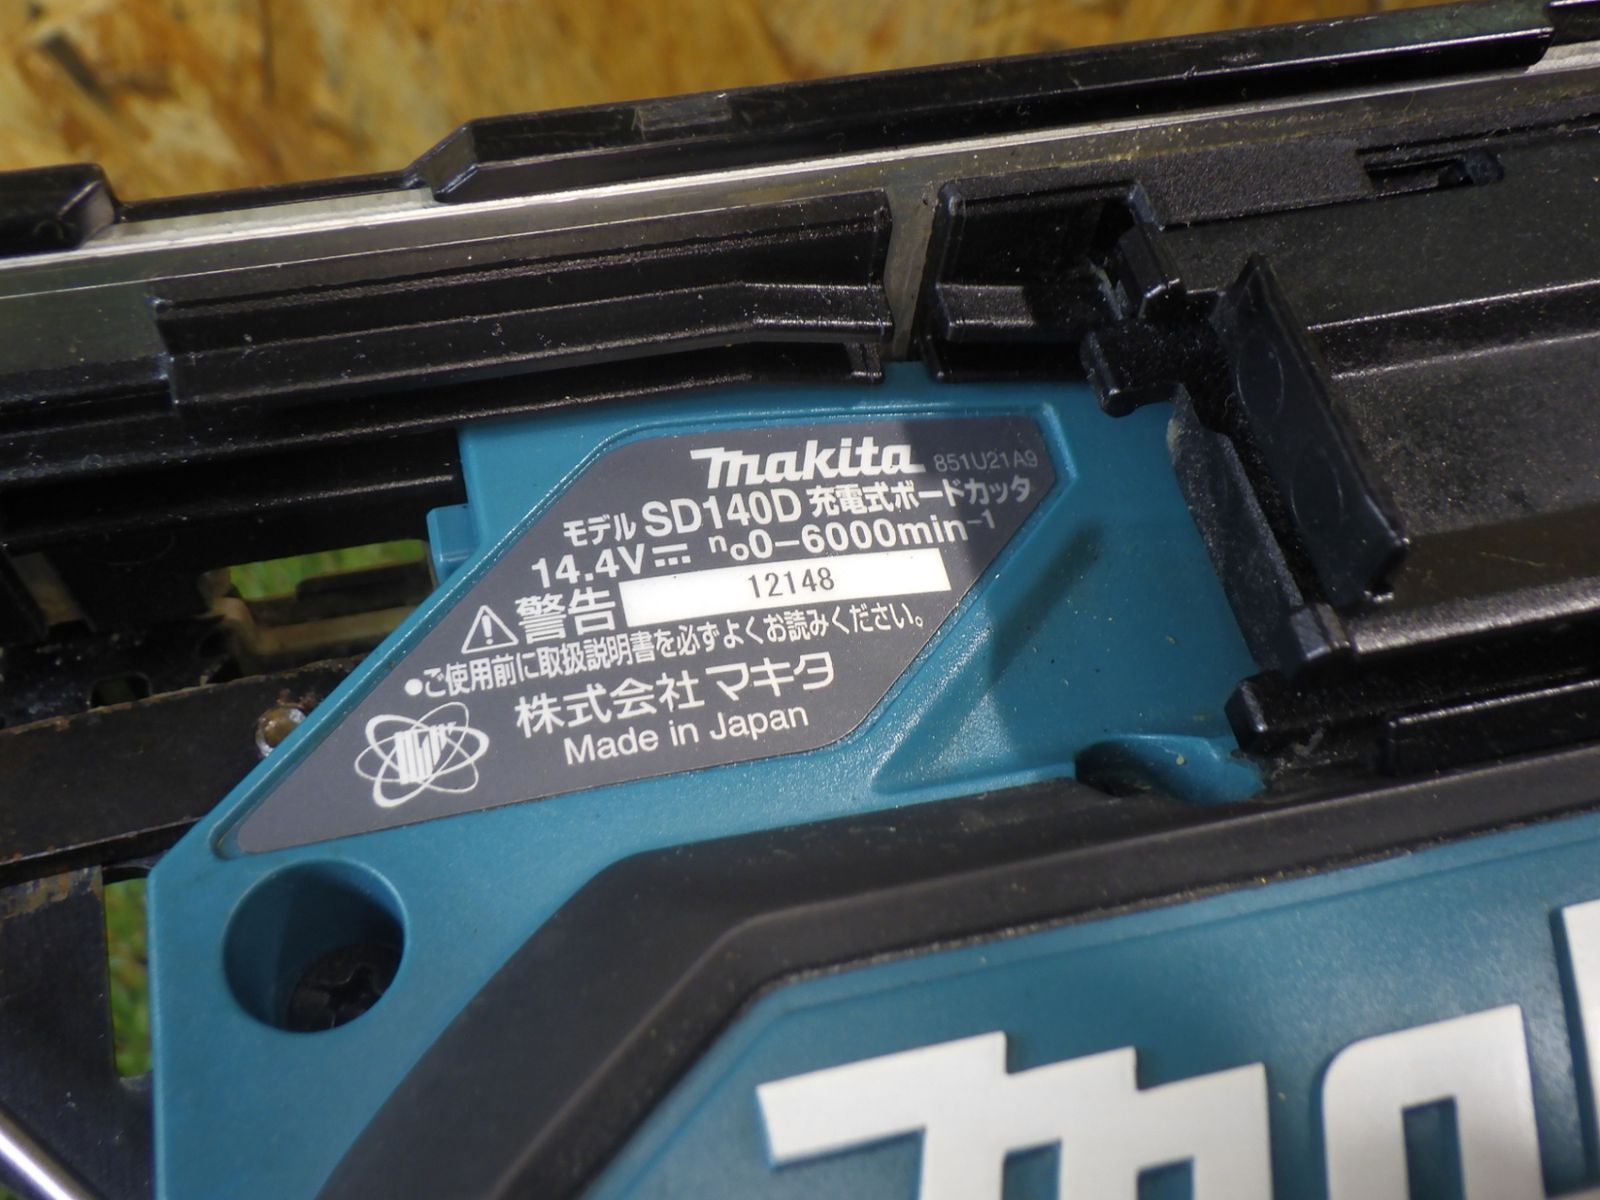 makita 851U21A9
モデル SD140D 充電式ボードカッタ
14.4V⎓ n₀0-6000min⁻¹
⚠警告 12148
●ご使用前に取扱説明書を必ずよくお読みください。
株式会社 マキタ
Made in Japan